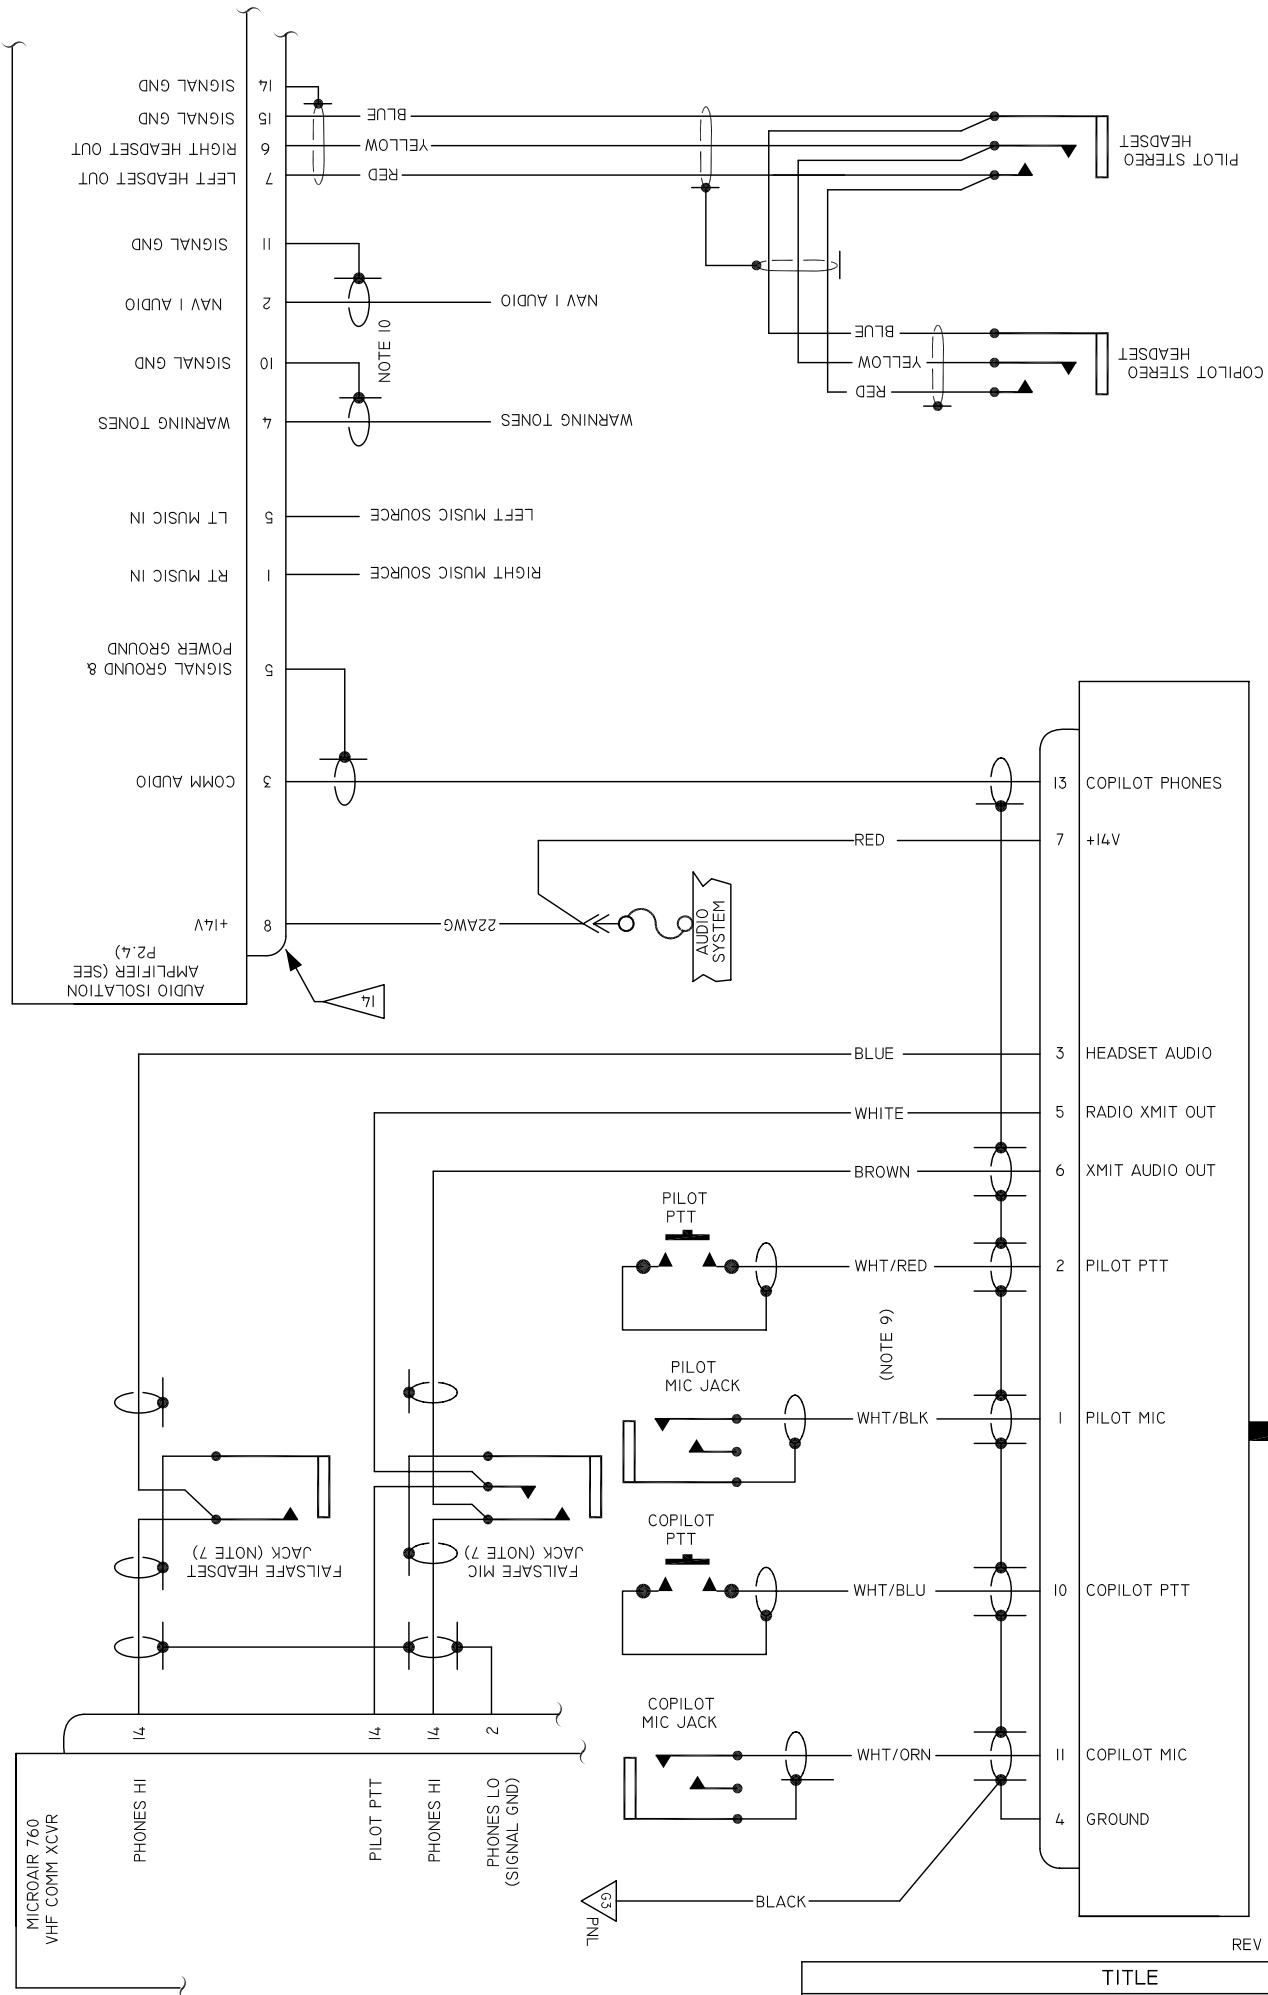 SIGNAL GND
14
SIGNAL GND
15
BLUE
RIGHT HEADSET OUT
6
YELLOW
LEFT HEADSET OUT
7
RED
PILOT STEREO
HEADSET
SIGNAL GND
11
NAV 1 AUDIO
2
NAV 1 AUDIO
NOTE 10
SIGNAL GND
10
WARNING TONES
4
WARNING TONES
BLUE
YELLOW
RED
COPILOT STEREO
HEADSET
LT MUSIC IN
5
LEFT MUSIC SOURCE
RT MUSIC IN
1
RIGHT MUSIC SOURCE
SIGNAL GROUND &
POWER GROUND
5
COMM AUDIO
3
13
COPILOT PHONES
RED
7
+14V
+14V
8
22AWG
AUDIO
SYSTEM
AUDIO ISOLATION
AMPLIFIER (SEE
P2.4)
14
BLUE
3
HEADSET AUDIO
WHITE
5
RADIO XMIT OUT
BROWN
6
XMIT AUDIO OUT
PILOT
PTT
WHT/RED
2
PILOT PTT
(NOTE 9)
PILOT
MIC JACK
WHT/BLK
1
PILOT MIC
FAILSAFE HEADSET
JACK (NOTE 7)
FAILSAFE MIC
JACK (NOTE 7)
COPILOT
PTT
WHT/BLU
10
COPILOT PTT
COPILOT
MIC JACK
WHT/ORN
11
COPILOT MIC
4
GROUND
14
14
14
2
PHONES HI
PILOT PTT
PHONES HI
PHONES LO
(SIGNAL GND)
MICROAIR 760
VHF COMM XCVR
G3
PNL
BLACK
REV
TITLE